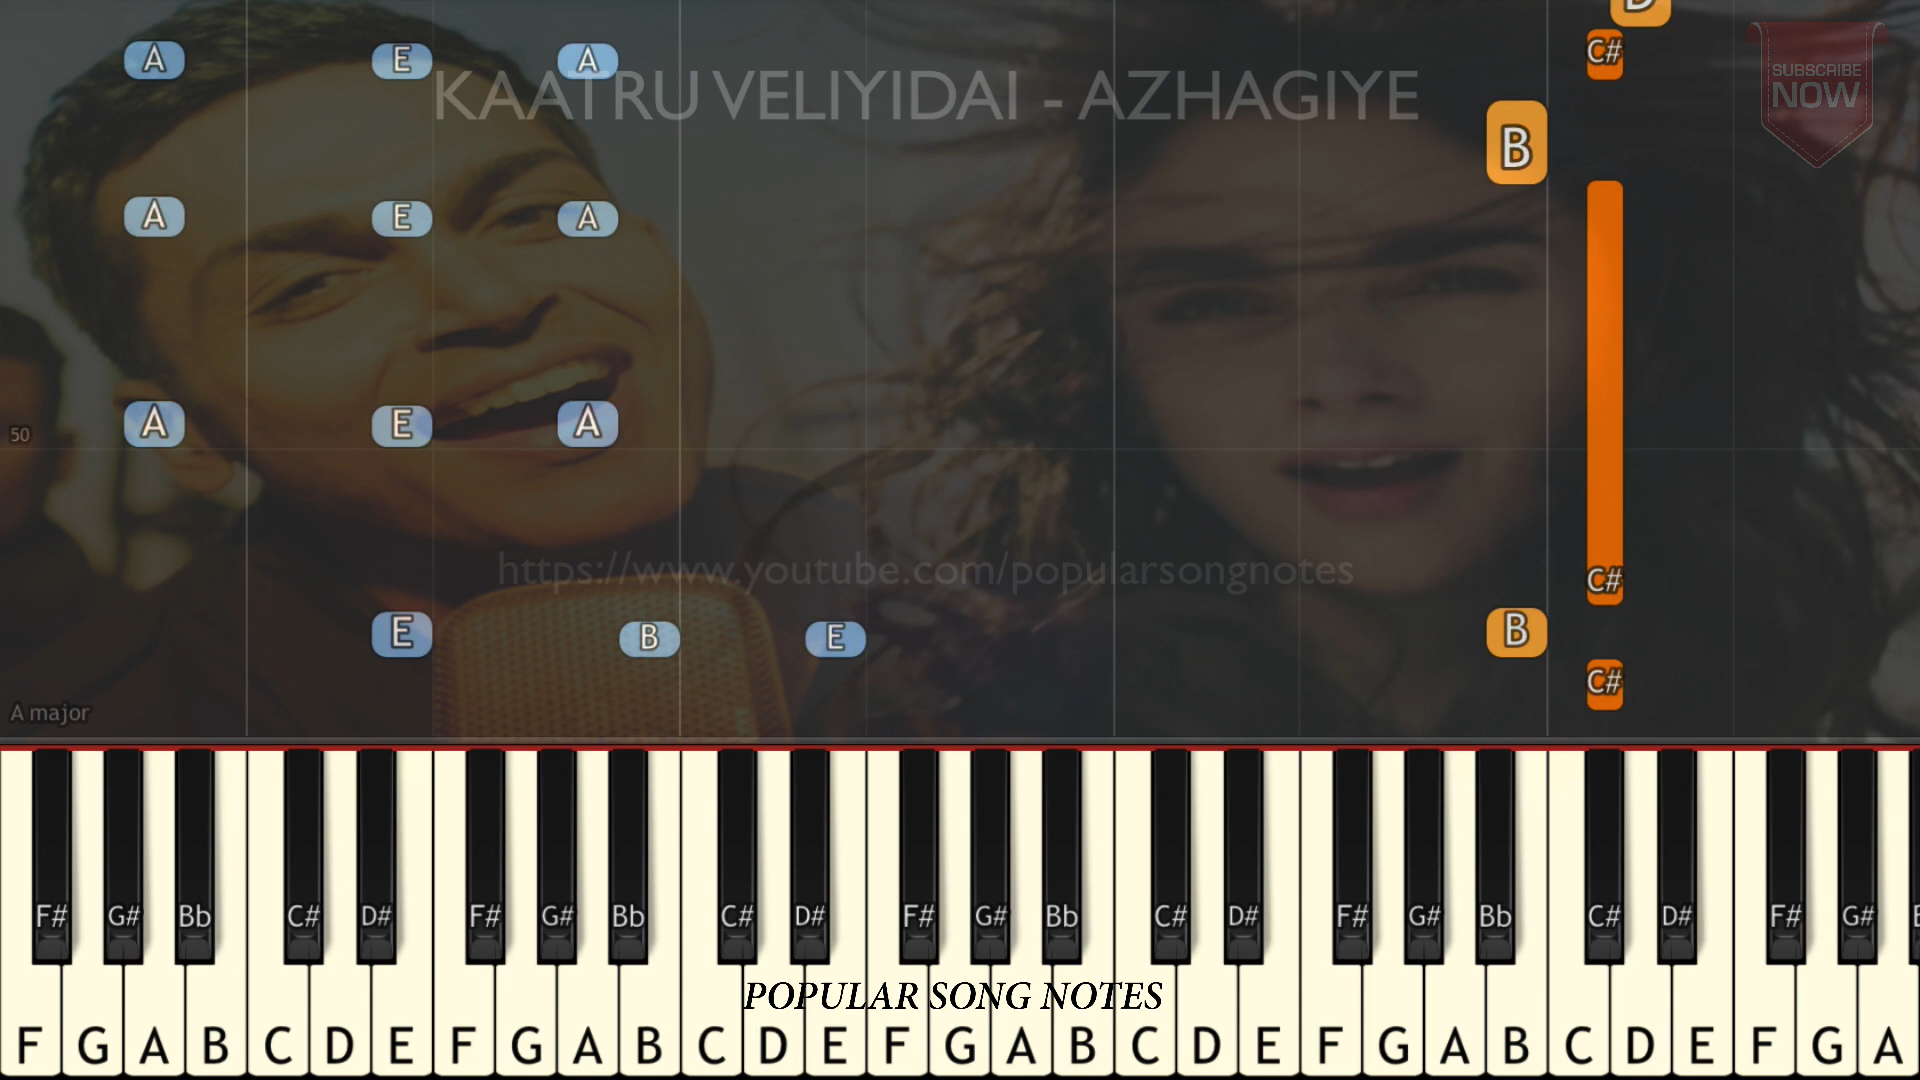 D
A E A C#
KAATRU VELIYIDAI - AZHAGIYE
SUBSCRIBE
NOW
B
A E A
A E A
50
https://www.youtube.com/popularsongnotes
C#
E B E B
C#
A major
F# G# Bb C# D# F# G# Bb C# D# F# G# Bb C# D# F# G# Bb C# D# F# G#
POPULAR SONG NOTES
F G A B C D E F G A B C D E F G A B C D E F G A B C D E F G A